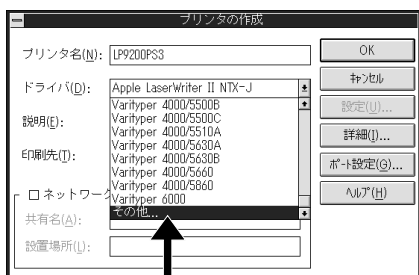 プリンタの作成
プリンタ名(N): LP9200PS3
OK
ドライバ(D): Apple LaserWriter II NTX-J
キャンセル
Varityper 4000/5500B
設定(U)...
説明(E):
Varityper 4000/5500C
Varityper 4000/5510A
詳細(I)...
Varityper 4000/5630A
印刷先(T):
Varityper 4000/5630B
ポート設定(G)...
Varityper 4000/5660
Varityper 4000/5860
ネットワーク
Varityper 6000
ヘルプ(H)
その他...
共有名(A):
設置場所(L):